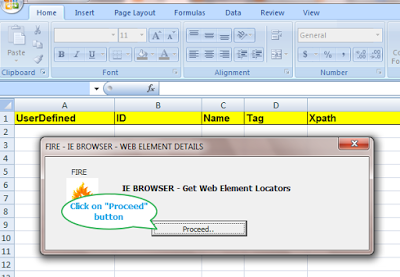 Home Insert Page Layout Formulas Data Review View
Paste
11 A A
B I U A
$ % ,
Clipboard Font Alignment Number
fx
A B C D E
1 UserDefined ID Name Tag Xpath
2
3
FIRE - IE BROWSER - WEB ELEMENT DETAILS
4
5
FIRE
6
IE BROWSER - Get Web Element Locators
7
Click on "Proceed"
button
8
Proceed..
9
10
11
12